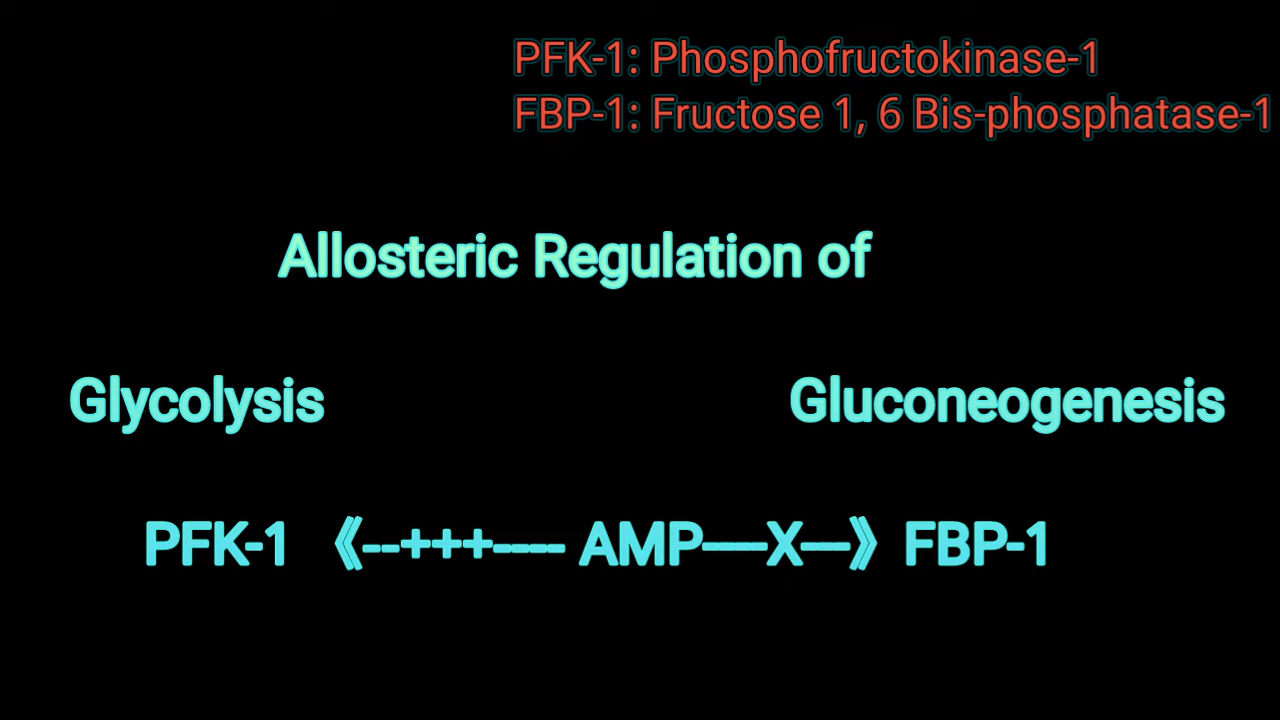 PFK-1: Phosphofructokinase-1
FBP-1: Fructose 1, 6 Bis-phosphatase-1
Allosteric Regulation of
Glycolysis Gluconeogenesis
PFK-1 《--+++---- AMP----X---》 FBP-1